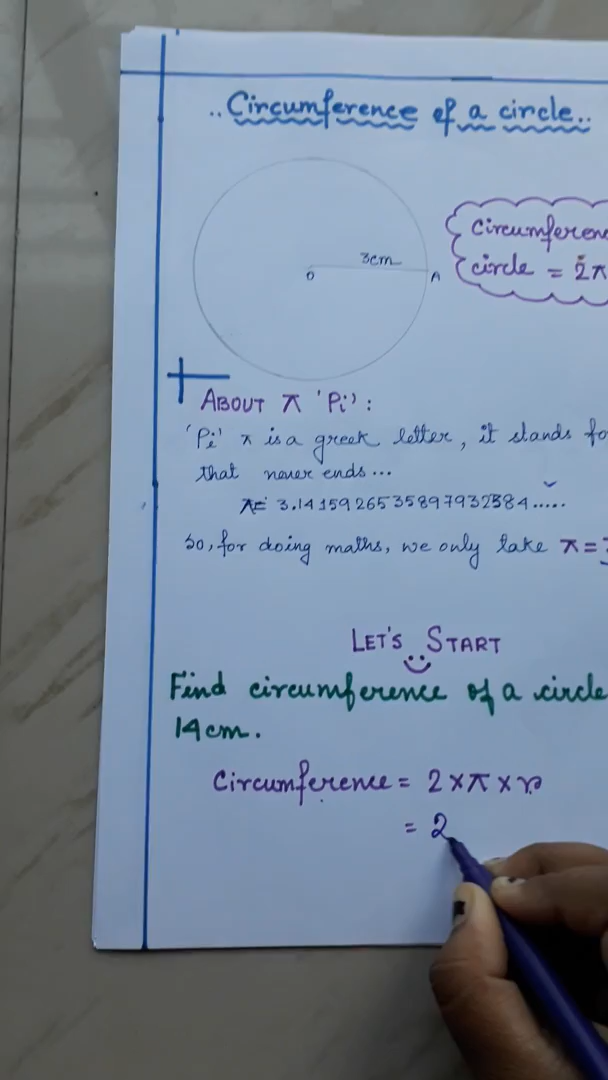 ..Circumference of a circle..
3cm
O
A
Circumferen
circle = 2π
ABOUT π 'Pi':
'Pi' π is a greek letter, it stands fo
that never ends...
π= 3.1415926535897932384.....
So, for doing maths, we only take π=
LET'S START
Find circumference of a circle
14cm.
Circumference = 2×π×r
= 2